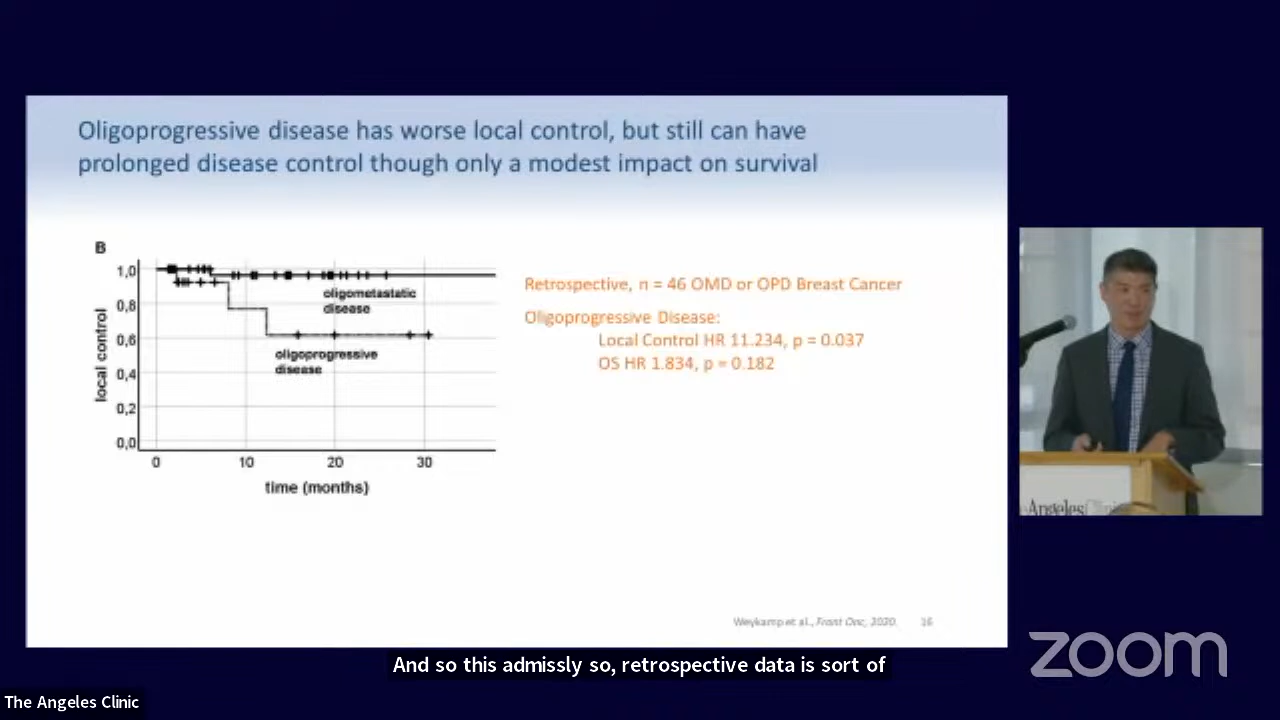 Oligoprogressive disease has worse local control, but still can have
prolonged disease control though only a modest impact on survival
B
1,0
0,8
0,6
0,4
0,2
0,0
local control
oligometastatic
disease
oligoprogressive
disease
0 10 20 30
time (months)
Retrospective, n = 46 OMD or OPD Breast Cancer
Oligoprogressive Disease:
Local Control HR 11.234, p = 0.037
OS HR 1.834, p = 0.182
Weykamp et al., Front Onc, 2020. 16
Angeles Clinic
zoom
And so this admissly so, retrospective data is sort of
The Angeles Clinic